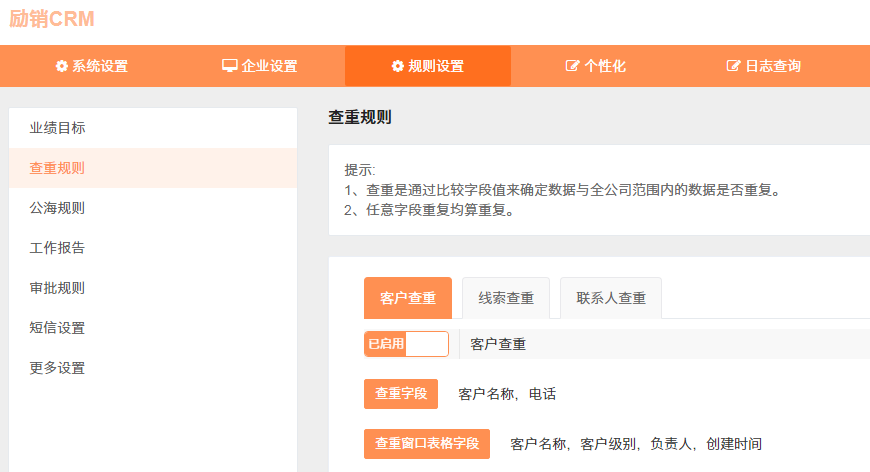 励销CRM
系统设置 企业设置 规则设置 个性化 日志查询
业绩目标
查重规则
公海规则
工作报告
审批规则
短信设置
更多设置
查重规则
提示:
1、查重是通过比较字段值来确定数据与全公司范围内的数据是否重复。
2、任意字段重复均算重复。
客户查重 线索查重 联系人查重
已启用 客户查重
查重字段 客户名称，电话
查重窗口表格字段 客户名称，客户级别，负责人，创建时间